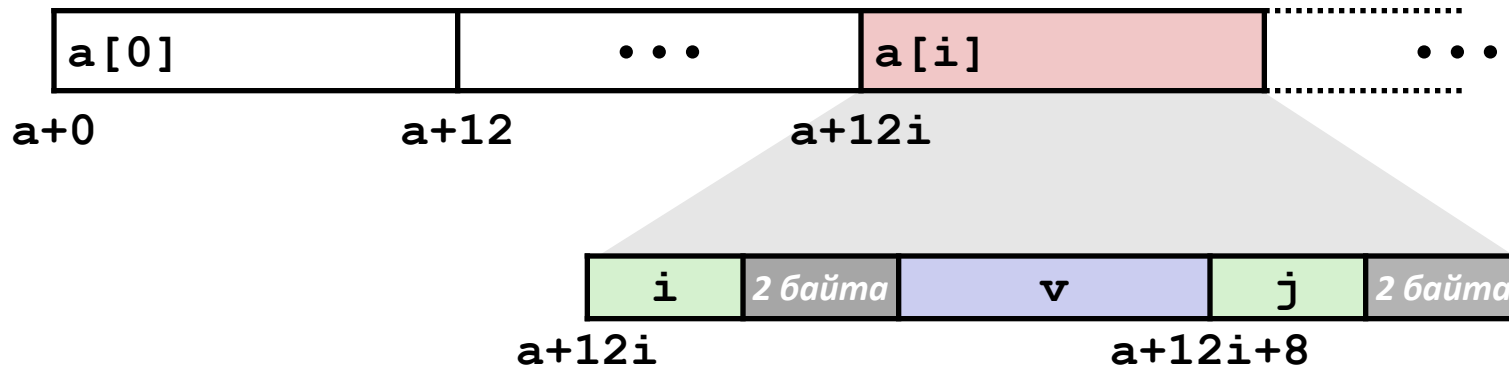 a[0] ••• a[i] •••
a+0 a+12 a+12i
i 2 байта v j 2 байта
a+12i a+12i+8